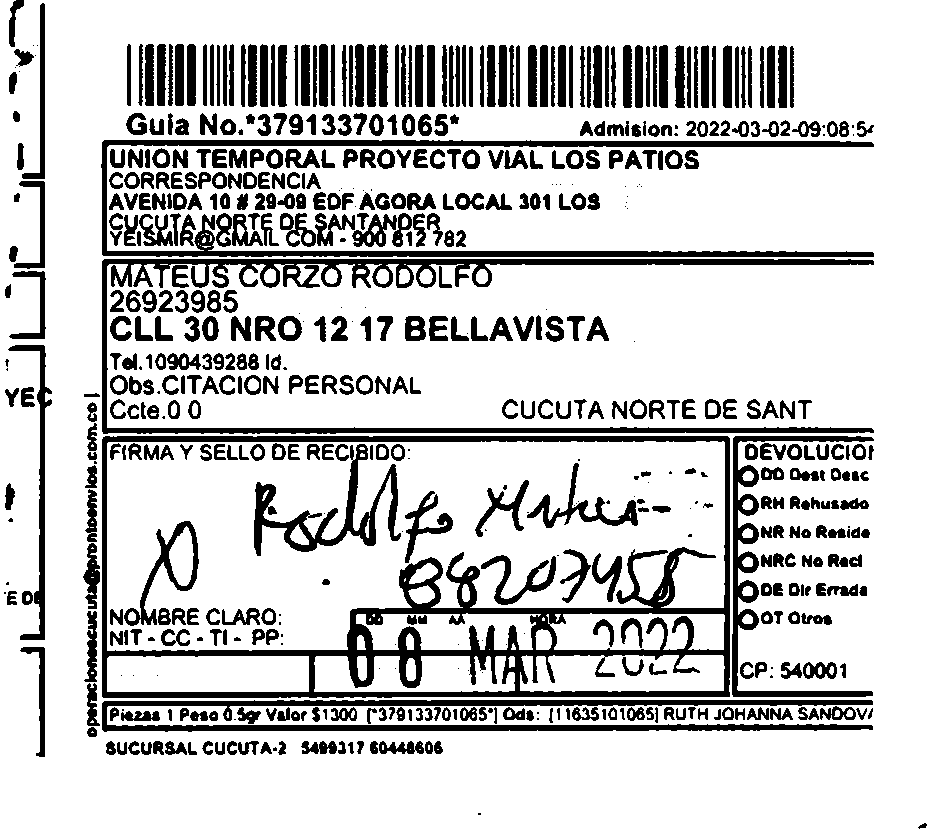 Guia No.*379133701065*
Admision: 2022-03-02-09:08:54
UNION TEMPORAL PROYECTO VIAL LOS PATIOS
CORRESPONDENCIA
AVENIDA 10 # 29-09 EDF AGORA LOCAL 301 LOS
CUCUTA NORTE DE SANTANDER
YEISMIR@GMAIL COM - 900 812 782
MATEUS CORZO RODOLFO
26923985
CLL 30 NRO 12 17 BELLAVISTA
Tel.1090439288 Id.
Obs.CITACION PERSONAL
Ccte.0 0
CUCUTA NORTE DE SANT
YEC
E DE
operacionescucuta@prontoenvios.com.co
FIRMA Y SELLO DE RECIBIDO:
Rodolfo Mateus
88207458
NOMBRE CLARO:
NIT - CC - TI - PP:
DD MM AA HORA
08 MAR 2022
DEVOLUCION
DD Dest Desc
RH Rehusado
NR No Reside
NRC No Recl
DE Dir Errada
OT Otros
CP: 540001
Piezas 1 Peso 0.5gr Valor $1300 [*379133701065*] Ods: [11635101065] RUTH JOHANNA SANDOVA
SUCURSAL CUCUTA-2 5499317 60448606